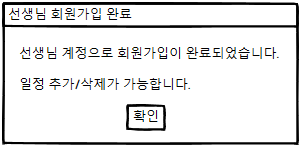 선생님 회원가입 완료
선생님 계정으로 회원가입이 완료되었습니다.
일정 추가/삭제가 가능합니다.
확인